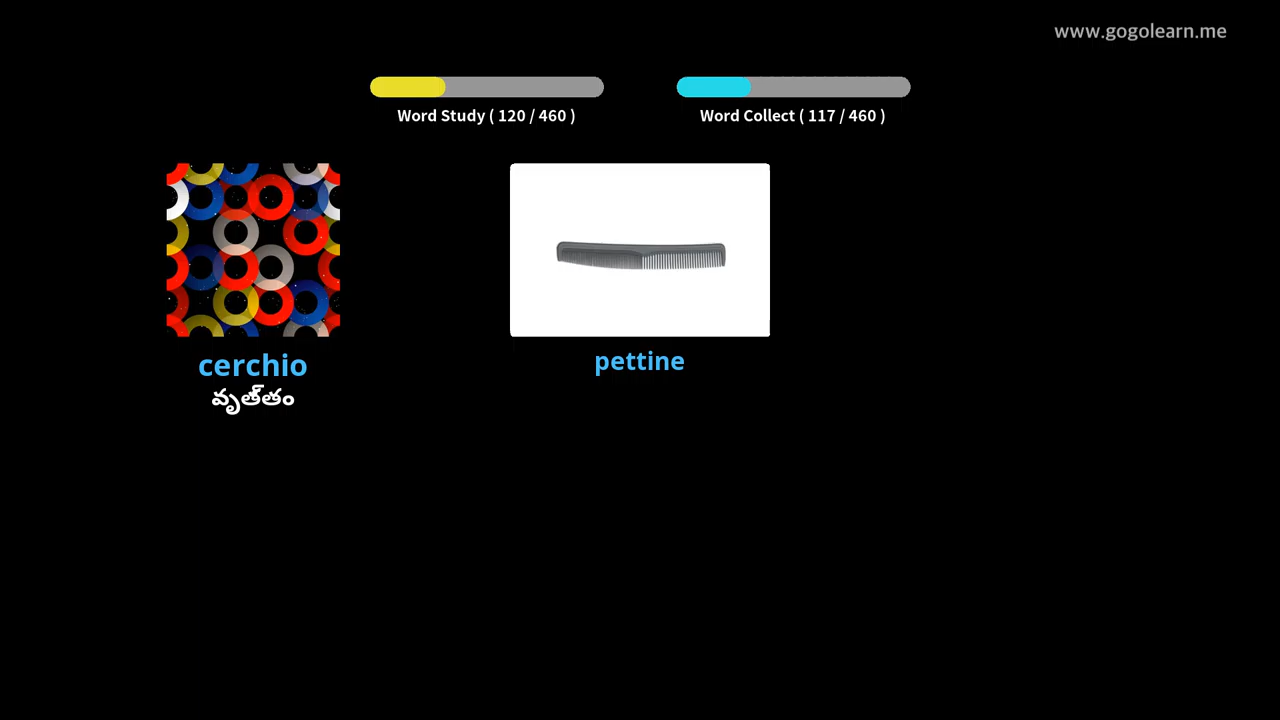 www.gogolearn.me
Word Study ( 120 / 460 )
Word Collect ( 117 / 460 )
cerchio
వృత్తం
pettine